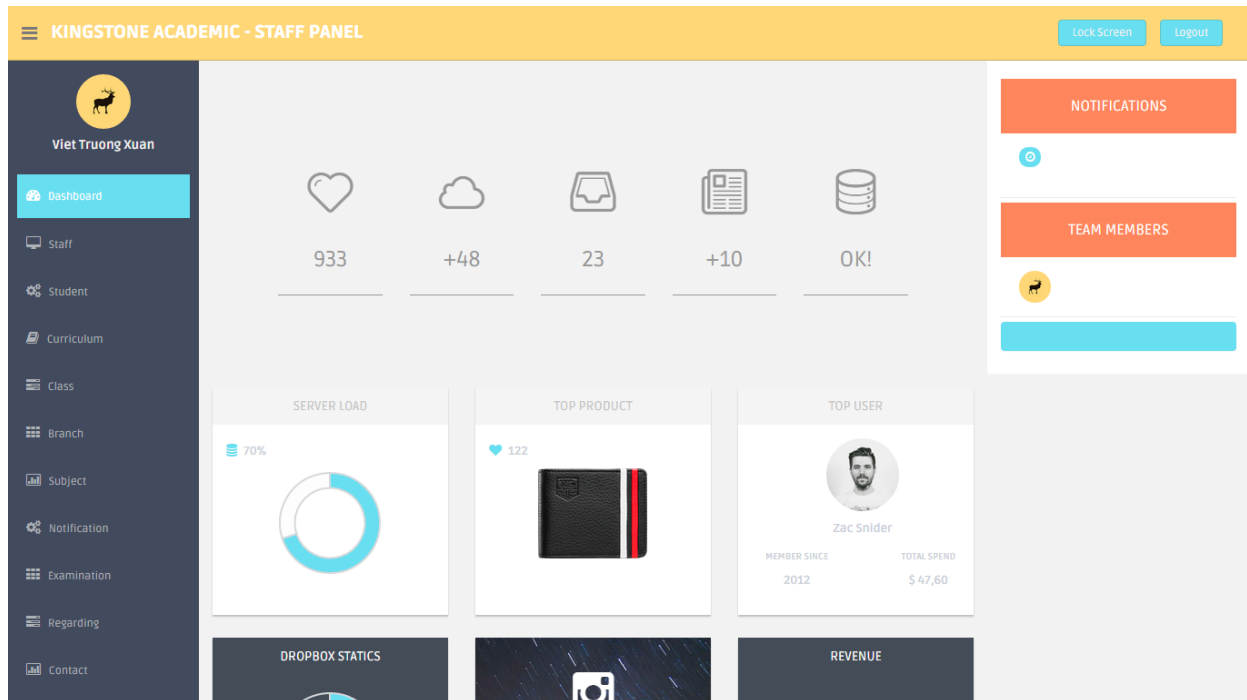 KINGSTONE ACADEMIC - STAFF PANEL
Lock Screen
Logout
Viet Truong Xuan
Dashboard
Staff
Student
Curriculum
Class
Branch
Subject
Notification
Examination
Regarding
Contact
933
+48
23
+10
OK!
NOTIFICATIONS
TEAM MEMBERS
SERVER LOAD
70%
TOP PRODUCT
122
TOP USER
Zac Snider
MEMBER SINCE
TOTAL SPEND
2012
$ 47,60
DROPBOX STATICS
REVENUE